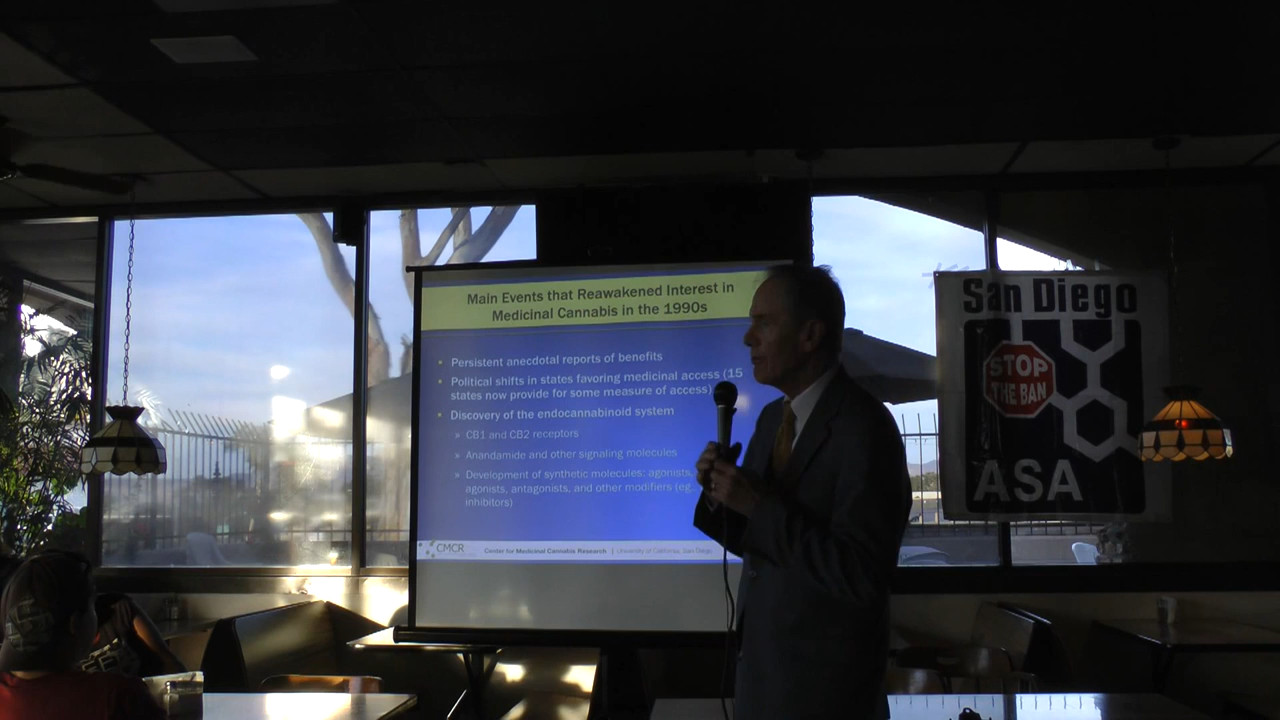 Main Events that Reawakened Interest in
Medicinal Cannabis in the 1990s
• Persistent anecdotal reports of benefits
• Political shifts in states favoring medicinal access (15
states now provide for some measure of access)
• Discovery of the endocannabinoid system
» CB1 and CB2 receptors
» Anandamide and other signaling molecules
» Development of synthetic molecules: agonists,
agonists, antagonists, and other modifiers (eg.
inhibitors)
CMCR
Center for Medicinal Cannabis Research | University of California, San Diego
San Diego
STOP
THE BAN
ASA